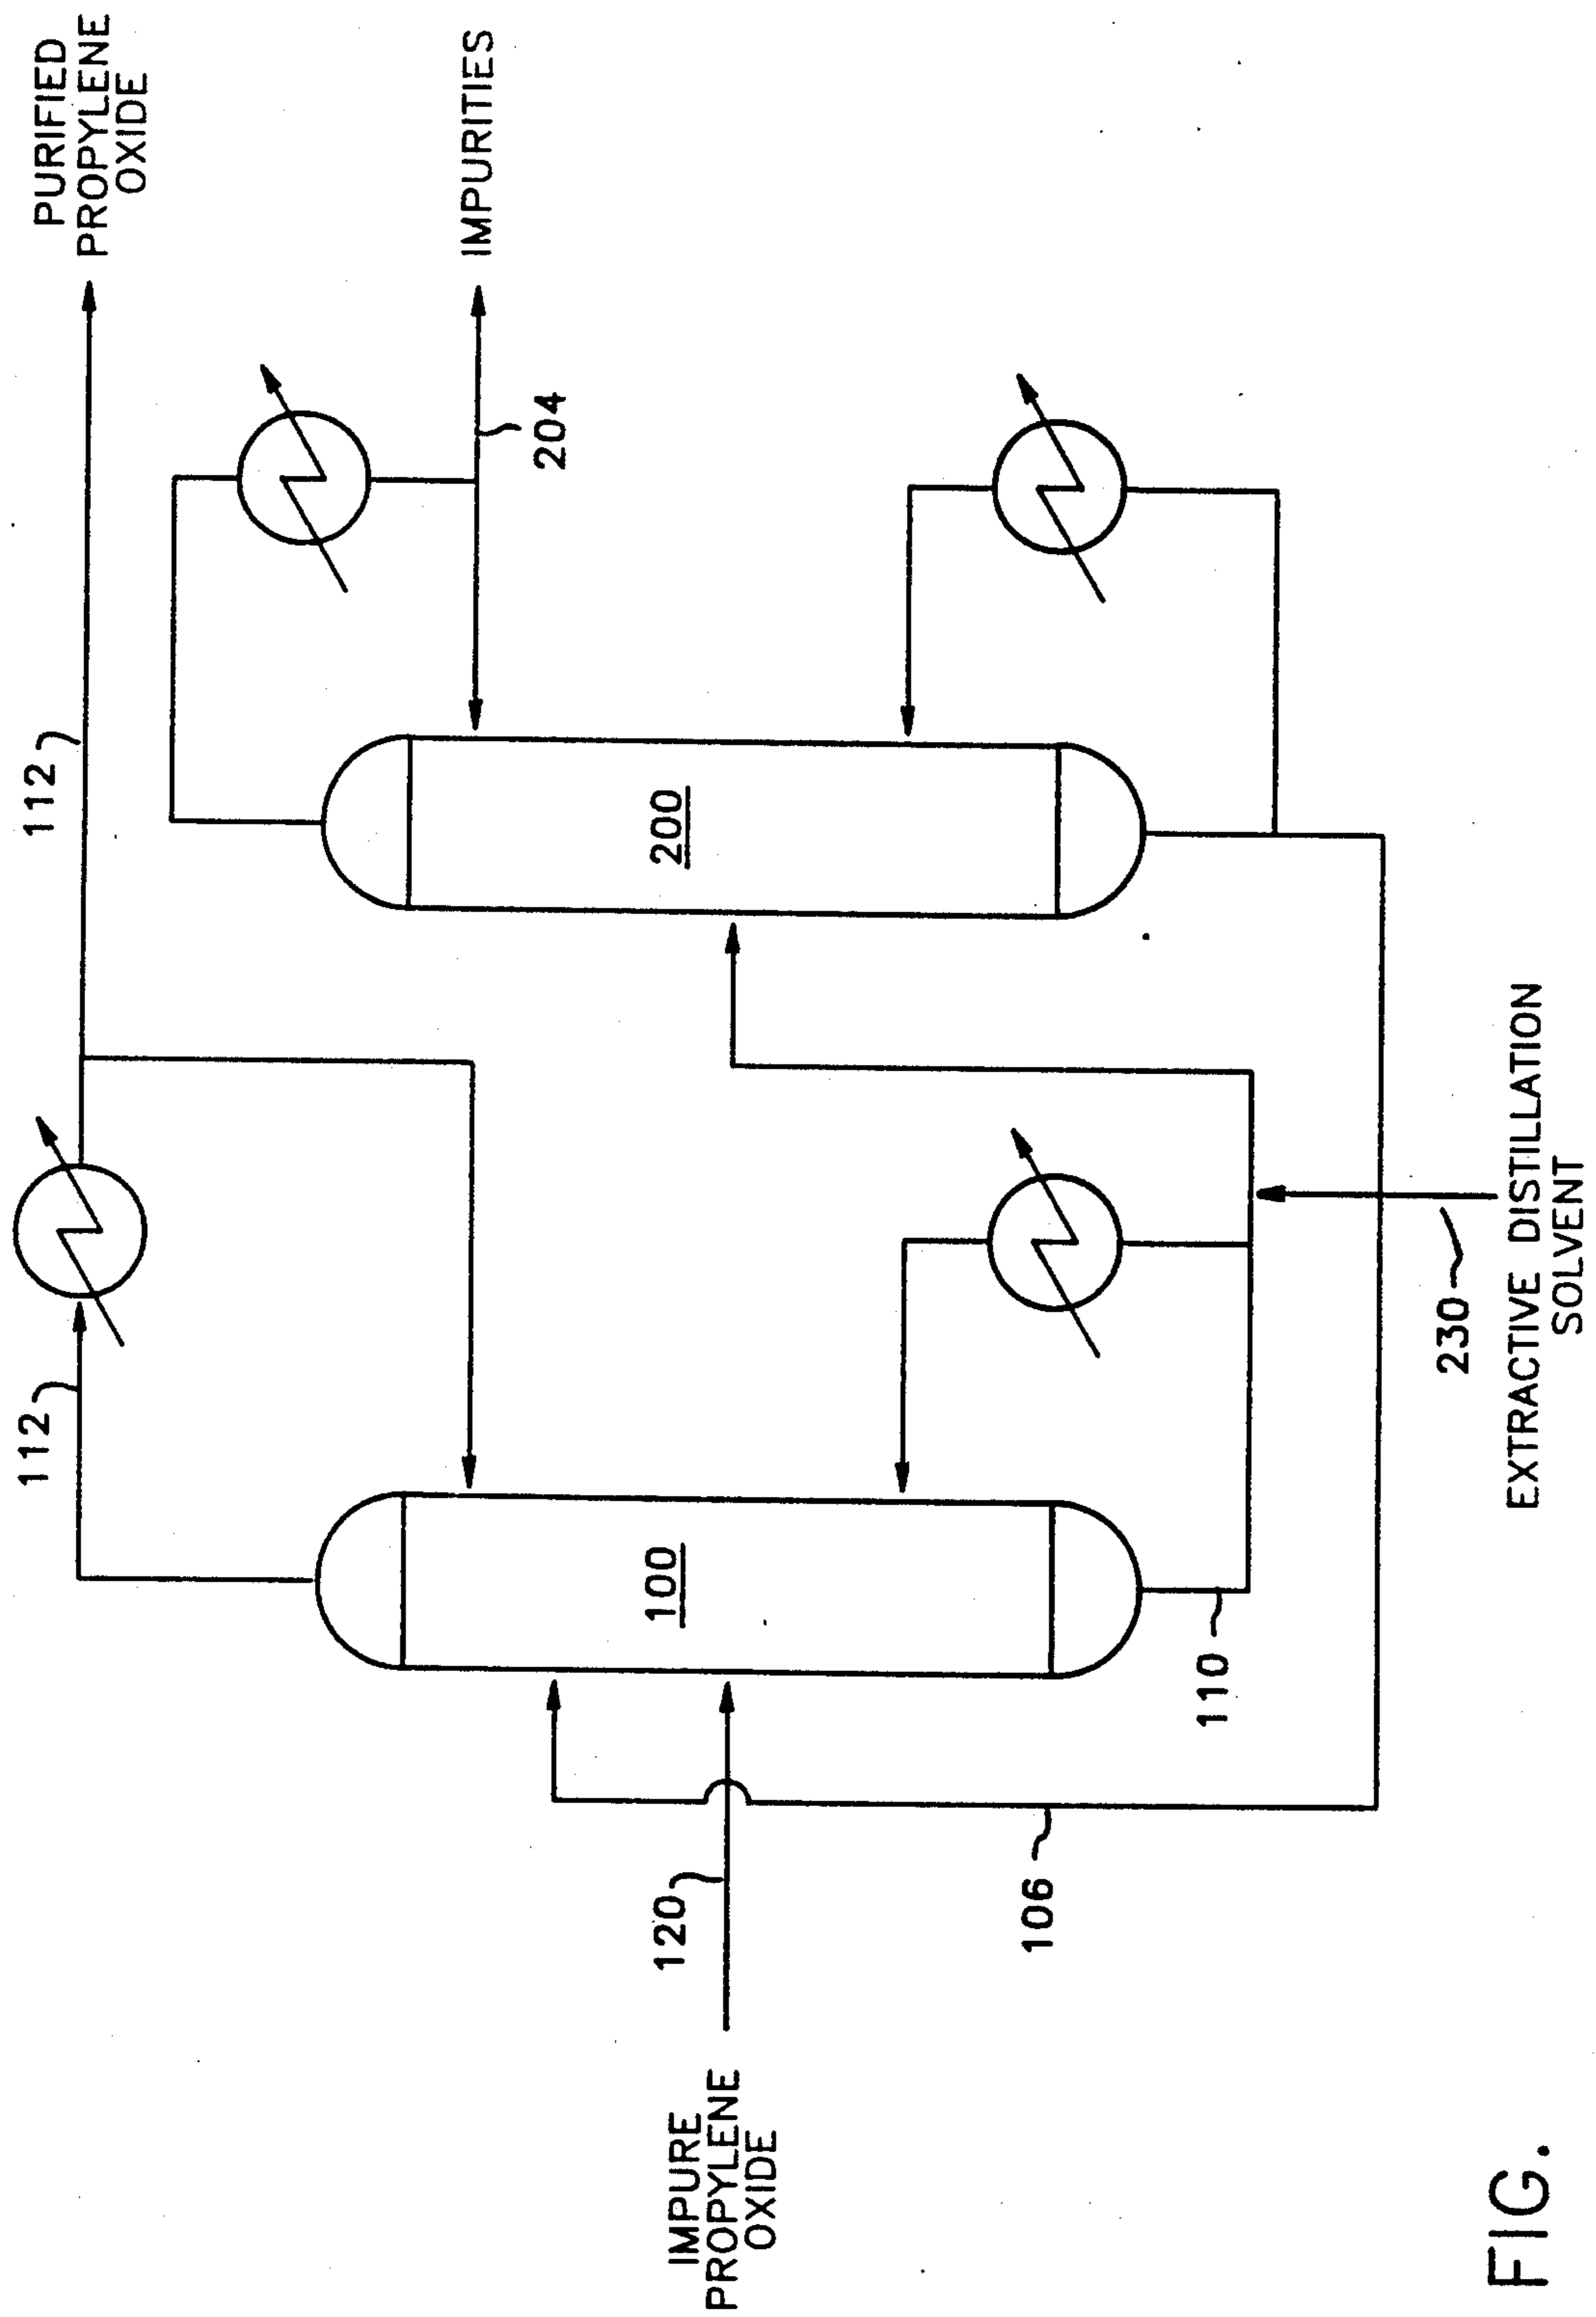 PURIFIED
PROPYLENE
OXIDE
112
112
IMPURITIES
204
100
200
IMPURE
PROPYLENE
OXIDE
120
106
110
230
EXTRACTIVE DISTILLATION
SOLVENT
FIG.